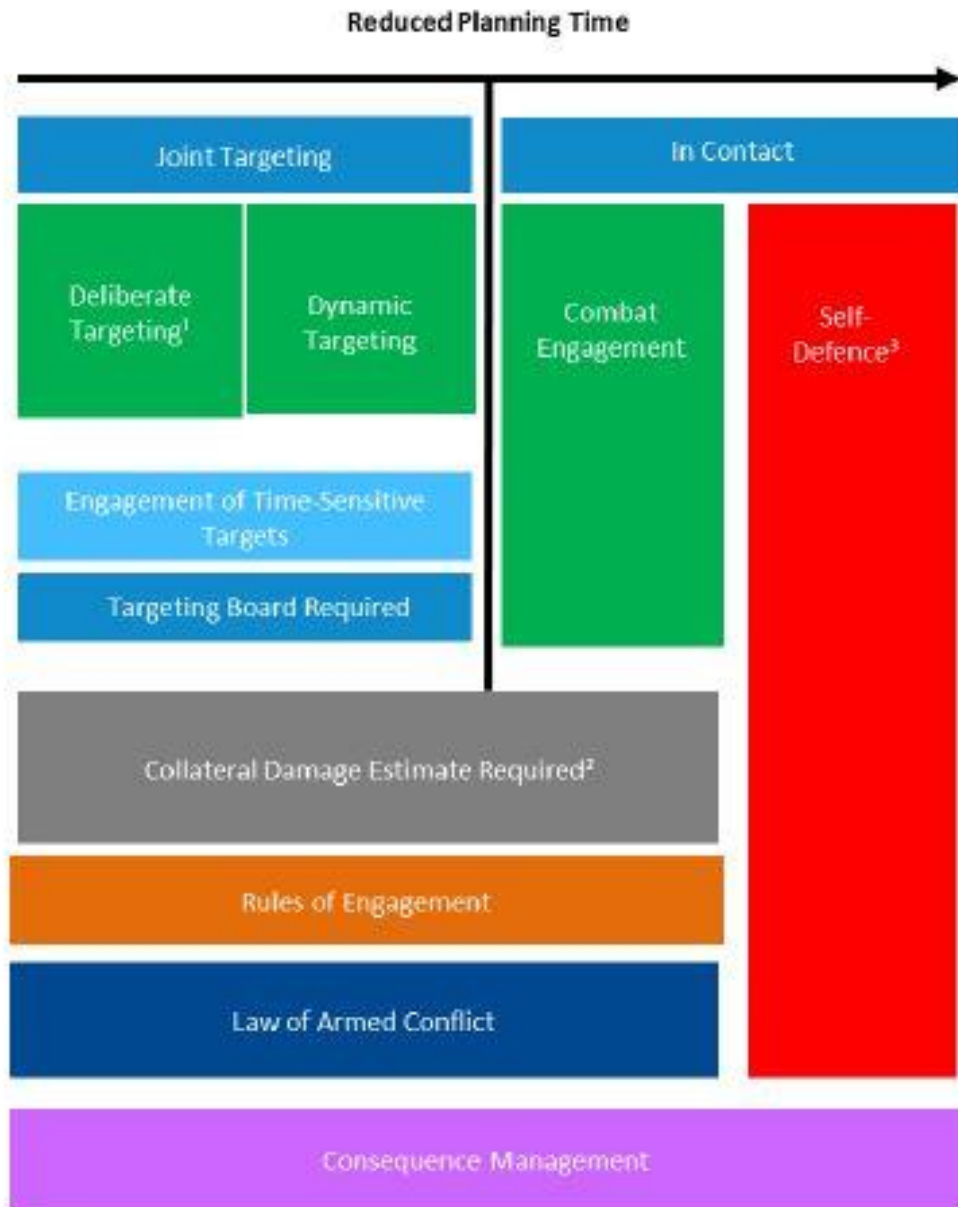 Reduced Planning Time
Joint Targeting
In Contact
Deliberate
Targeting¹
Dynamic
Targeting
Combat
Engagement
Self-
Defence³
Engagement of Time-Sensitive
Targets
Targeting Board Required
Collateral Damage Estimate Required²
Rules of Engagement
Law of Armed Conflict
Consequence Management